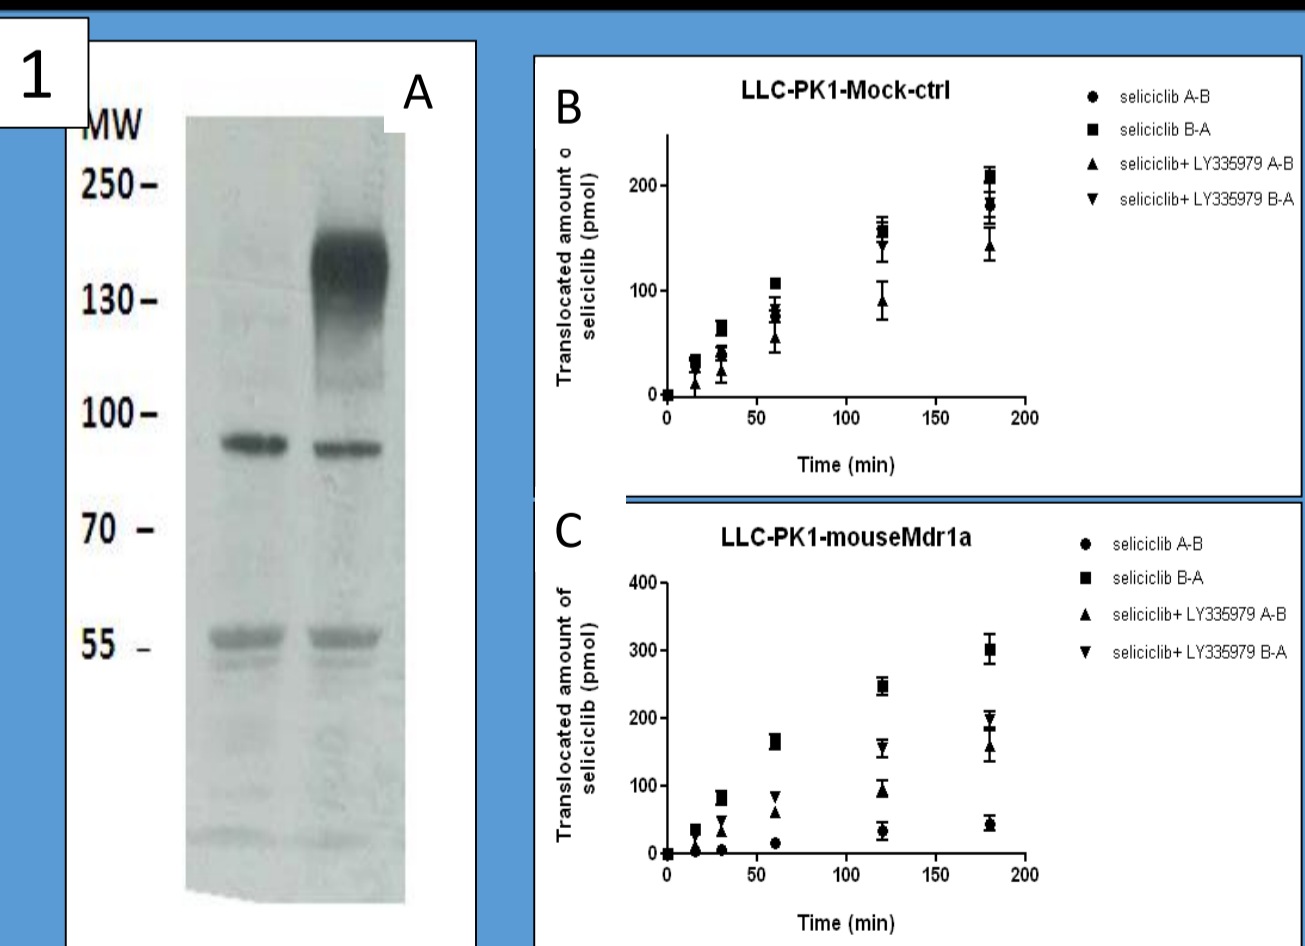 1
A
MW
250 –
130 –
100 –
70 –
55 –
B
LLC-PK1-Mock-ctrl
seliciclib A-B
seliciclib B-A
seliciclib+ LY335979 A-B
seliciclib+ LY335979 B-A
Translocated amount o
seliciclib (pmol)
200
100
0
0 50 100 150 200
Time (min)
C
LLC-PK1-mouseMdr1a
seliciclib A-B
seliciclib B-A
seliciclib+ LY335979 A-B
seliciclib+ LY335979 B-A
Translocated amount of
seliciclib (pmol)
400
300
200
100
0
0 50 100 150 200
Time (min)